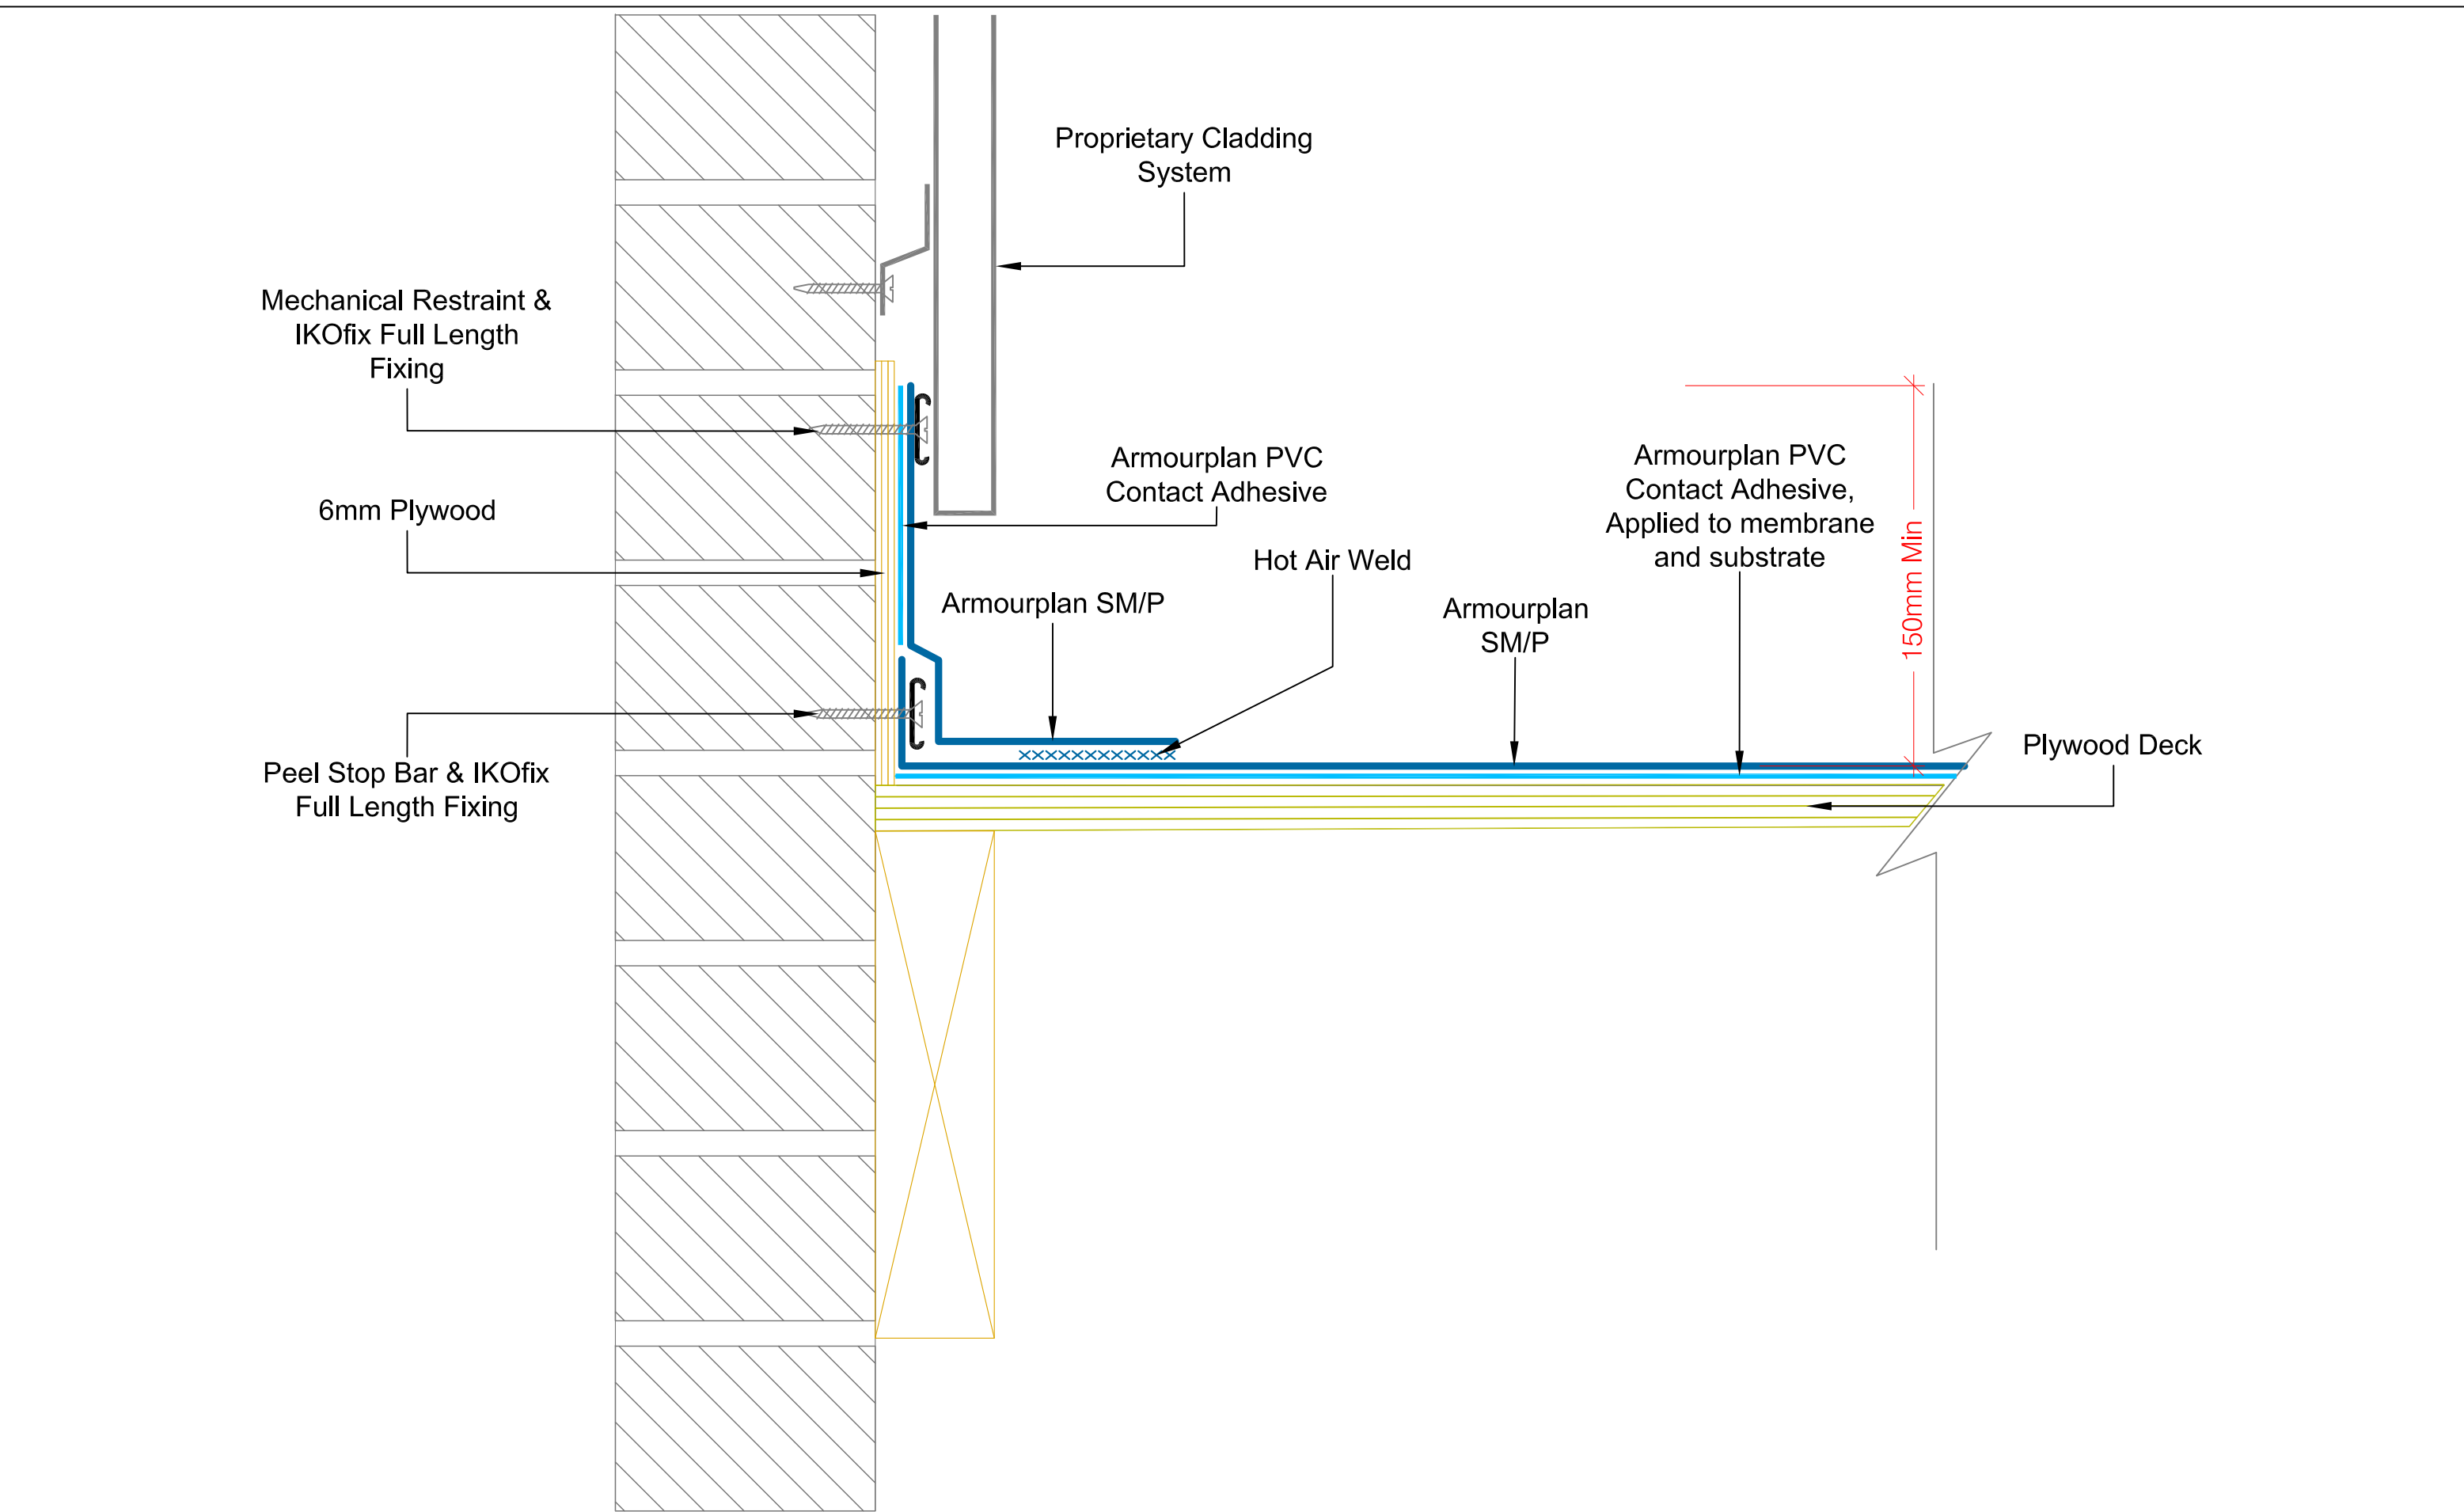 Proprietary Cladding
System
Mechanical Restraint &
IKOfix Full Length
Fixing
Armourplan PVC
Contact Adhesive
Armourplan PVC
Contact Adhesive,
Applied to membrane
and substrate
6mm Plywood
Hot Air Weld
150mm Min
Armourplan SM/P
Armourplan
SM/P
Plywood Deck
Peel Stop Bar & IKOfix
Full Length Fixing